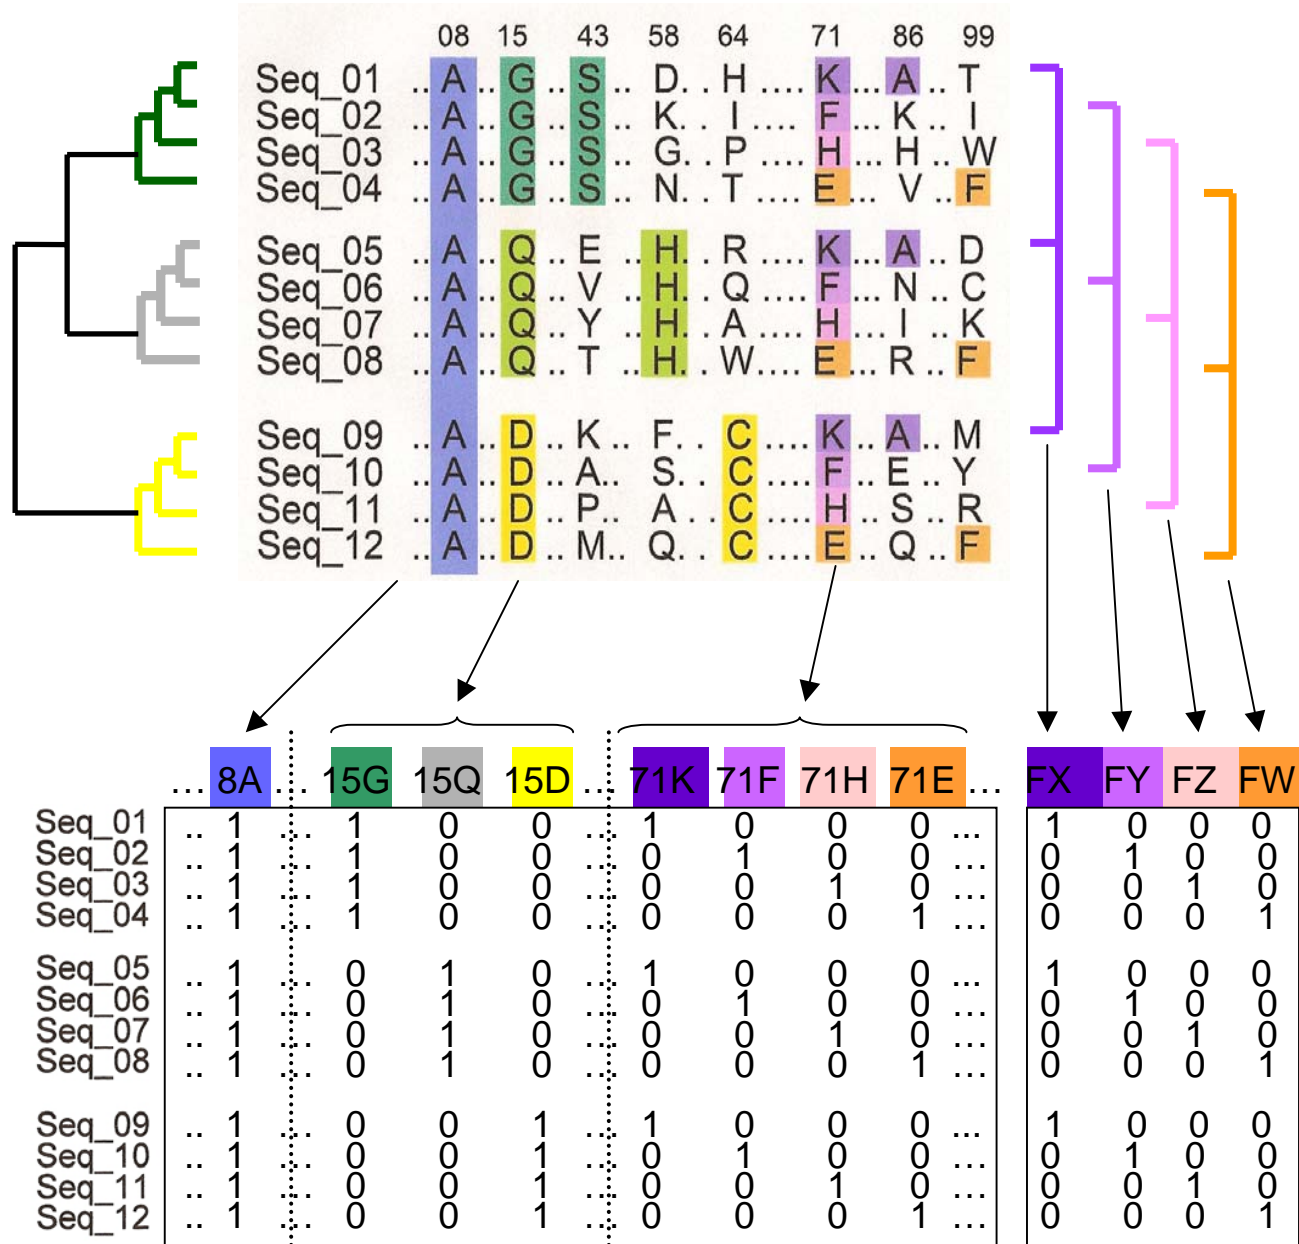 08 15 43 58 64 71 86 99
Seq_01 ..A..G..S.. D. . H ....K...A.. T
Seq_02 ..A..G..S.. K. . I .... F...K .. I
Seq_03 ..A..G..S.. G. . P ....H...H.. W
Seq_04 ..A..G..S.. N. . T ....E... V ..F
Seq_05 ..A..Q.. E ..H.. R ....K...A.. D
Seq_06 ..A..Q.. V ..H.. Q ....F...N .. C
Seq_07 ..A..Q.. Y ..H.. A ....H... I .. K
Seq_08 ..A..Q.. T ..H.. W....E... R ..F
Seq_09 ..A..D.. K.. F. . C ....K..A.. M
Seq_10 ..A..D.. A.. S. . C ....F...E.. Y
Seq_11 ..A..D.. P.. A . . C ....H..S.. R
Seq_12 ..A..D.. M.. Q. . C ....E.. Q ..F
... 8A ... 15G 15Q 15D ... 71K 71F 71H 71E ... FX FY FZ FW
Seq_01 .. 1 ... 1 0 0 ... 1 0 0 0 ... 1 0 0 0
Seq_02 .. 1 ... 1 0 0 ... 0 1 0 0 ... 0 1 0 0
Seq_03 .. 1 ... 1 0 0 ... 0 0 1 0 ... 0 0 1 0
Seq_04 .. 1 ... 1 0 0 ... 0 0 0 1 ... 0 0 0 1
Seq_05 .. 1 ... 0 1 0 ... 1 0 0 0 ... 1 0 0 0
Seq_06 .. 1 ... 0 1 0 ... 0 1 0 0 ... 0 1 0 0
Seq_07 .. 1 ... 0 1 0 ... 0 0 1 0 ... 0 0 1 0
Seq_08 .. 1 ... 0 1 0 ... 0 0 0 1 ... 0 0 0 1
Seq_09 .. 1 ... 0 0 1 ... 1 0 0 0 ... 1 0 0 0
Seq_10 .. 1 ... 0 0 1 ... 0 1 0 0 ... 0 1 0 0
Seq_11 .. 1 ... 0 0 1 ... 0 0 1 0 ... 0 0 1 0
Seq_12 .. 1 ... 0 0 1 ... 0 0 0 1 ... 0 0 0 1